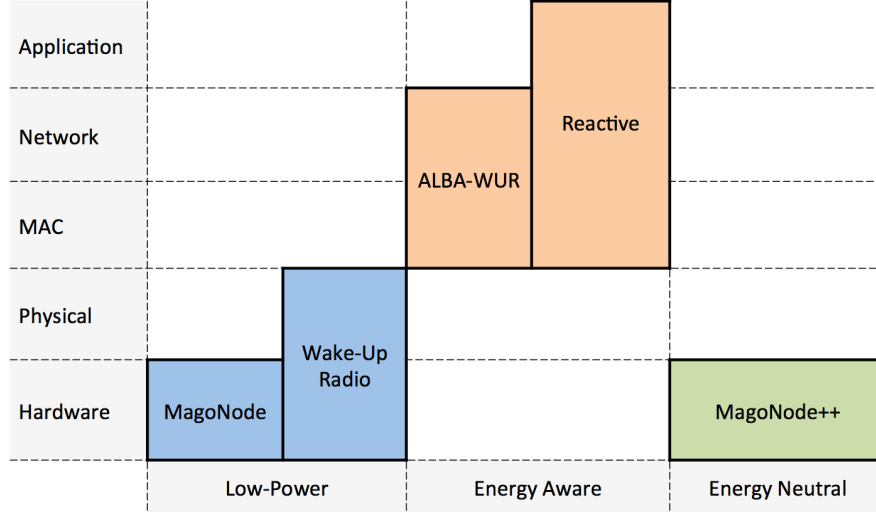 Application
Network
MAC
Physical
Hardware
Reactive
ALBA-WUR
Wake-Up
Radio
MagoNode
MagoNode++
Low-Power
Energy Aware
Energy Neutral